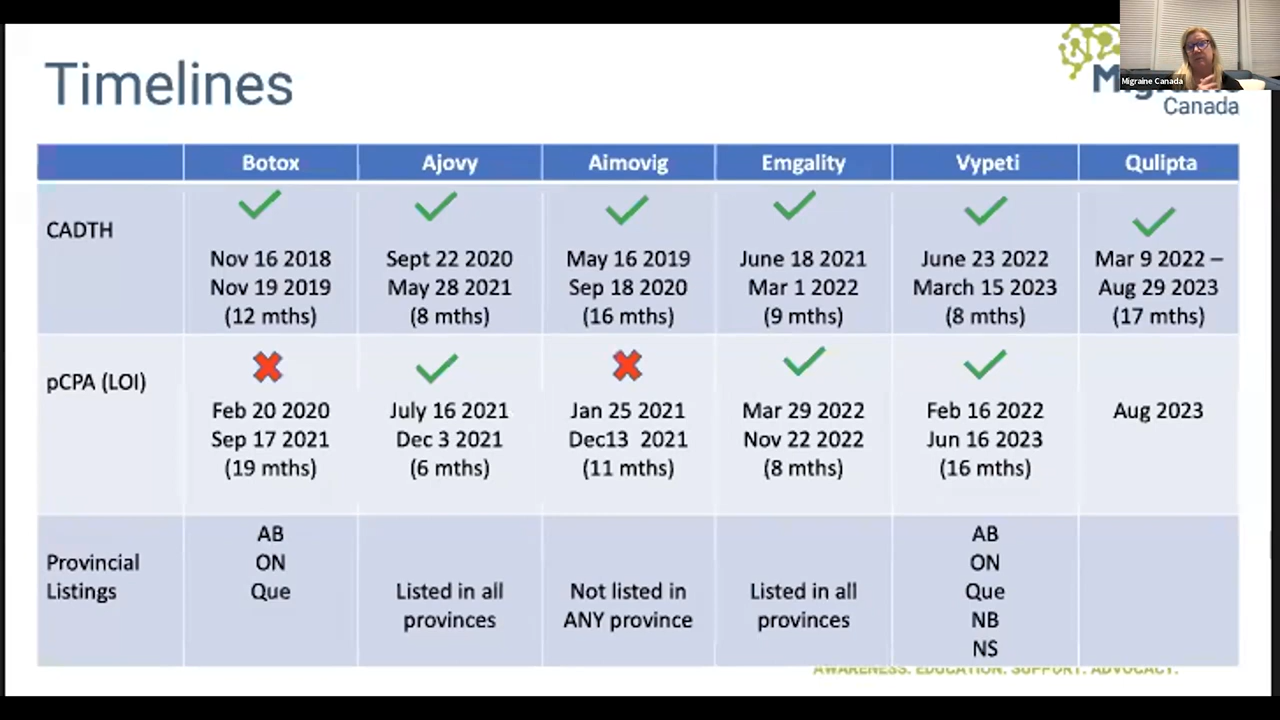 Timelines
Migraine Canada
Canada
Botox Ajovy Aimovig Emgality Vypeti Qulipta
CADTH
Nov 16 2018
Nov 19 2019
(12 mths)
Sept 22 2020
May 28 2021
(8 mths)
May 16 2019
Sep 18 2020
(16 mths)
June 18 2021
Mar 1 2022
(9 mths)
June 23 2022
March 15 2023
(8 mths)
Mar 9 2022 –
Aug 29 2023
(17 mths)
pCPA (LOI)
Feb 20 2020
Sep 17 2021
(19 mths)
July 16 2021
Dec 3 2021
(6 mths)
Jan 25 2021
Dec13 2021
(11 mths)
Mar 29 2022
Nov 22 2022
(8 mths)
Feb 16 2022
Jun 16 2023
(16 mths)
Aug 2023
Provincial
Listings
AB
ON
Que
Listed in all
provinces
Not listed in
ANY province
Listed in all
provinces
AB
ON
Que
NB
NS
AWARENESS. EDUCATION. SUPPORT. ADVOCACY.